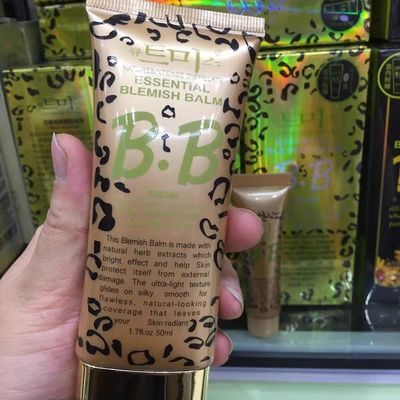 ESSENTIAL
BLEMISH BALM
B.B
CREAM
This Blemish Balm is made with
natural herb extracts which
bright effect and help Skin
protect itself from external
damage. The ultra-light texture
glides on silky smooth for
flawless, natural-looking
coverage that leaves
your Skin radiant
1.7fl.oz 50ml
B.B